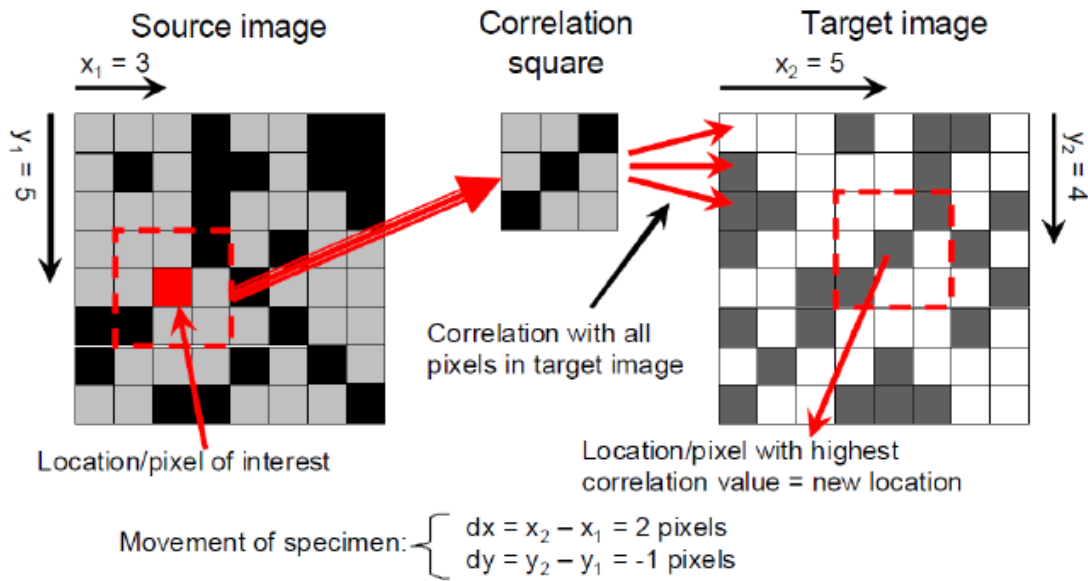 Source image
Correlation
square
Target image
x₁ = 3
x₂ = 5
y₁ = 5
y₂ = 4
Correlation with all
pixels in target image
Location/pixel of interest
Location/pixel with highest
correlation value = new location
Movement of specimen:
dx = x₂ – x₁ = 2 pixels
dy = y₂ – y₁ = -1 pixels